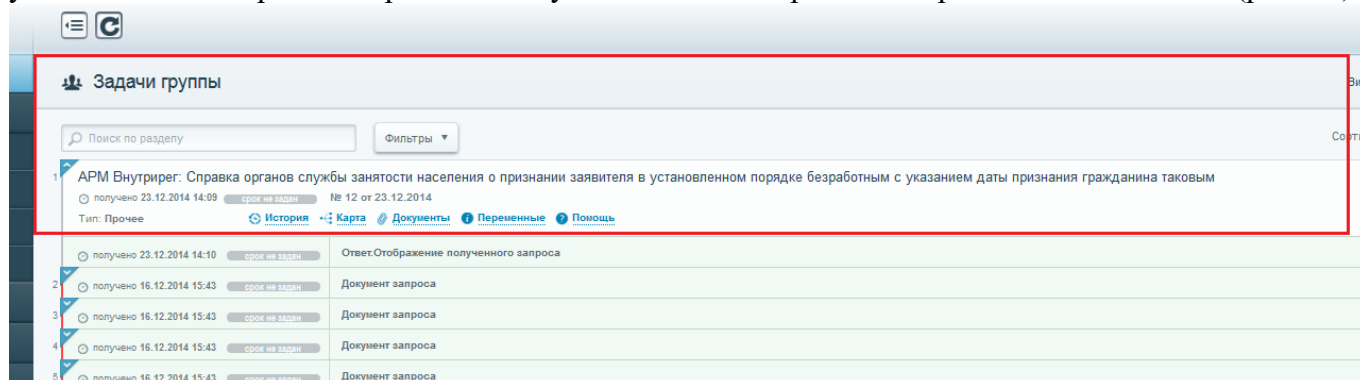 Задачи группы
Ви
Поиск по разделу
Фильтры
Сорти
1
АРМ Внутрирег: Справка органов службы занятости населения о признании заявителя в установленном порядке безработным с указанием даты признания гражданина таковым
получено 23.12.2014 14:09 срок не задан № 12 от 23.12.2014
Тип: Прочее История Карта Документы Переменные Помощь
получено 23.12.2014 14:10 срок не задан Ответ.Отображение полученного запроса
2 получено 16.12.2014 15:43 срок не задан Документ запроса
3 получено 16.12.2014 15:43 срок не задан Документ запроса
4 получено 16.12.2014 15:43 срок не задан Документ запроса
5 получено 16.12.2014 15:43 срок не задан Документ запроса